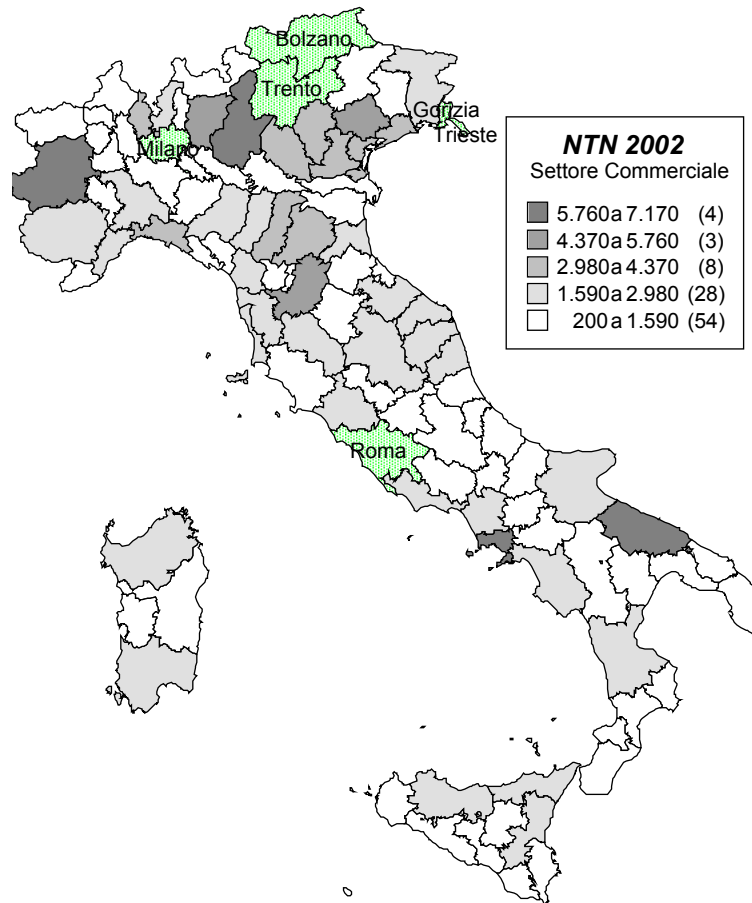 Bolzano
Trento
Gorizia
Trieste
Milano
Roma
NTN 2002
Settore Commerciale
5.760 a 7.170 (4)
4.370 a 5.760 (3)
2.980 a 4.370 (8)
1.590 a 2.980 (28)
200 a 1.590 (54)